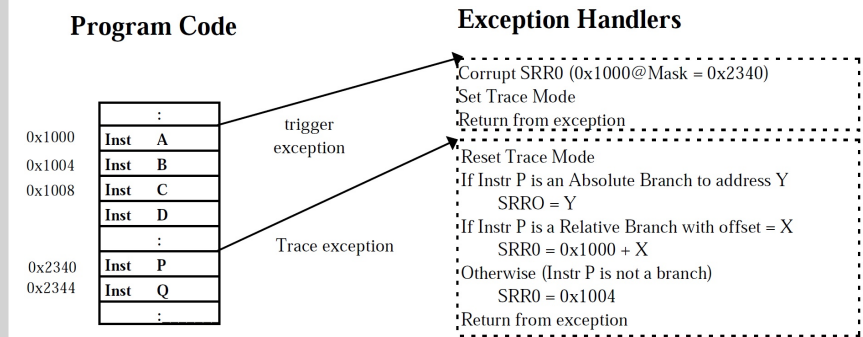 Program Code
Exception Handlers
:
0x1000 Inst A
0x1004 Inst B
0x1008 Inst C
Inst D
:
0x2340 Inst P
0x2344 Inst Q
:
trigger
exception
Trace exception
Corrupt SRR0 (0x1000@Mask = 0x2340)
Set Trace Mode
Return from exception
Reset Trace Mode
If Instr P is an Absolute Branch to address Y
SRRO = Y
If Instr P is a Relative Branch with offset = X
SRR0 = 0x1000 + X
Otherwise (Instr P is not a branch)
SRR0 = 0x1004
Return from exception